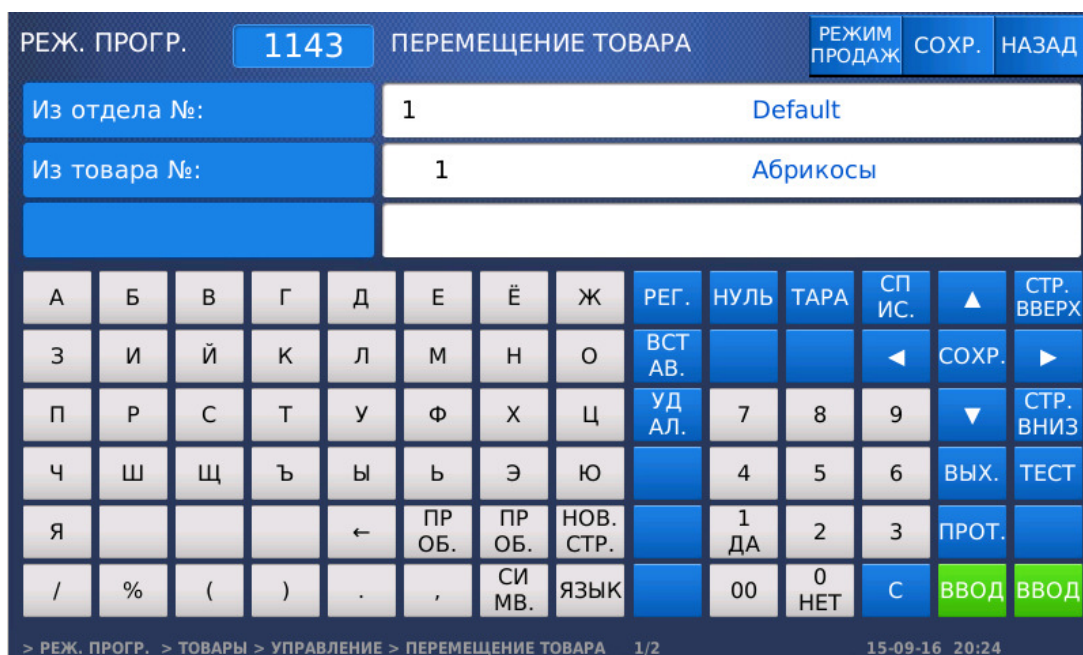 РЕЖ. ПРОГР. 1143 ПЕРЕМЕЩЕНИЕ ТОВАРА РЕЖИМ ПРОДАЖ СОХР. НАЗАД
Из отдела №: 1 Default
Из товара №: 1 Абрикосы
А Б В Г Д Е Ё Ж РЕГ. НУЛЬ ТАРА СП ИС. ▲ СТР. ВВЕРХ
З И Й К Л М Н О ВСТ АВ. ◀ СОХР. ▶
П Р С Т У Ф Х Ц УД АЛ. 7 8 9 ▼ СТР. ВНИЗ
Ч Ш Щ Ъ Ы Ь Э Ю 4 5 6 ВЫХ. ТЕСТ
Я ← ПР ОБ. ПР ОБ. НОВ. СТР. 1 ДА 2 3 ПРОТ.
/ % ( ) . , СИ МВ. ЯЗЫК 00 0 НЕТ С ВВОД ВВОД
> РЕЖ. ПРОГР. > ТОВАРЫ > УПРАВЛЕНИЕ > ПЕРЕМЕЩЕНИЕ ТОВАРА 1/2 15-09-16 20:24